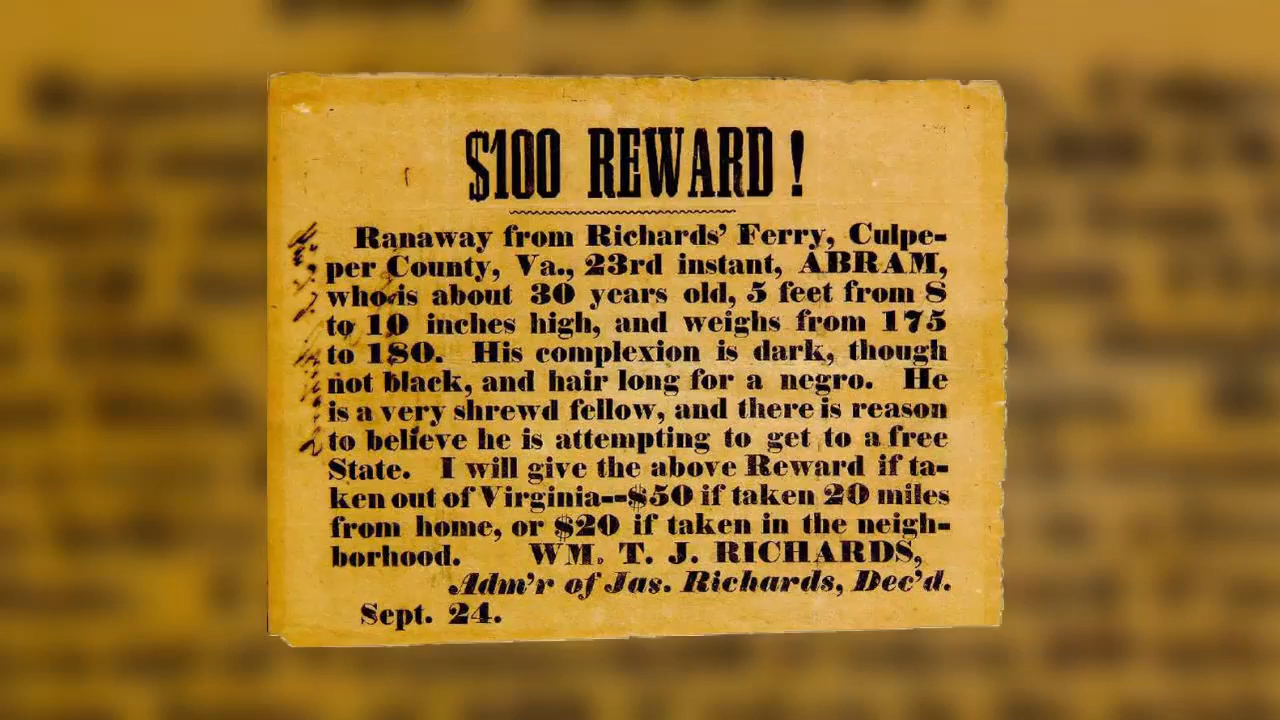 $100 REWARD!
Ranaway from Richards' Ferry, Culpe-
per County, Va., 23rd instant, ABRAM,
who is about 30 years old, 5 feet from 8
to 10 inches high, and weighs from 175
to 180. His complexion is dark, though
not black, and hair long for a negro. He
is a very shrewd fellow, and there is reason
to believe he is attempting to get to a free
State. I will give the above Reward if ta-
ken out of Virginia--$50 if taken 20 miles
from home, or $20 if taken in the neigh-
borhood. WM. T. J. RICHARDS,
Adm'r of Jas. Richards, Dec'd.
Sept. 24.